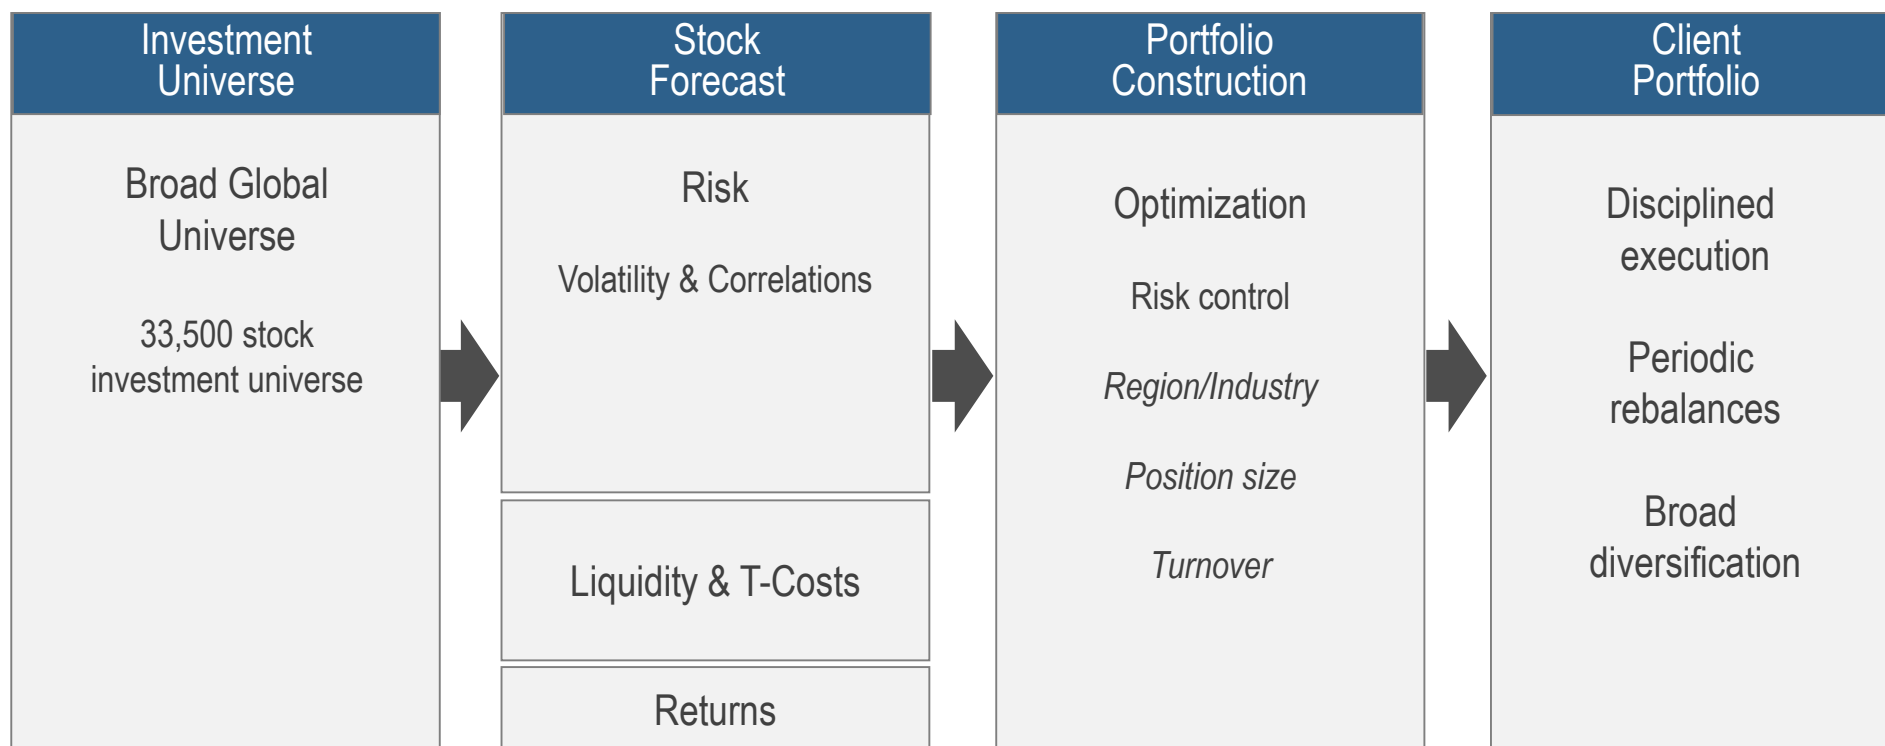 Investment
Universe
Broad Global
Universe
33,500 stock
investment universe
Stock
Forecast
Risk
Volatility & Correlations
Liquidity & T-Costs
Returns
Portfolio
Construction
Optimization
Risk control
Region/Industry
Position size
Turnover
Client
Portfolio
Disciplined
execution
Periodic
rebalances
Broad
diversification